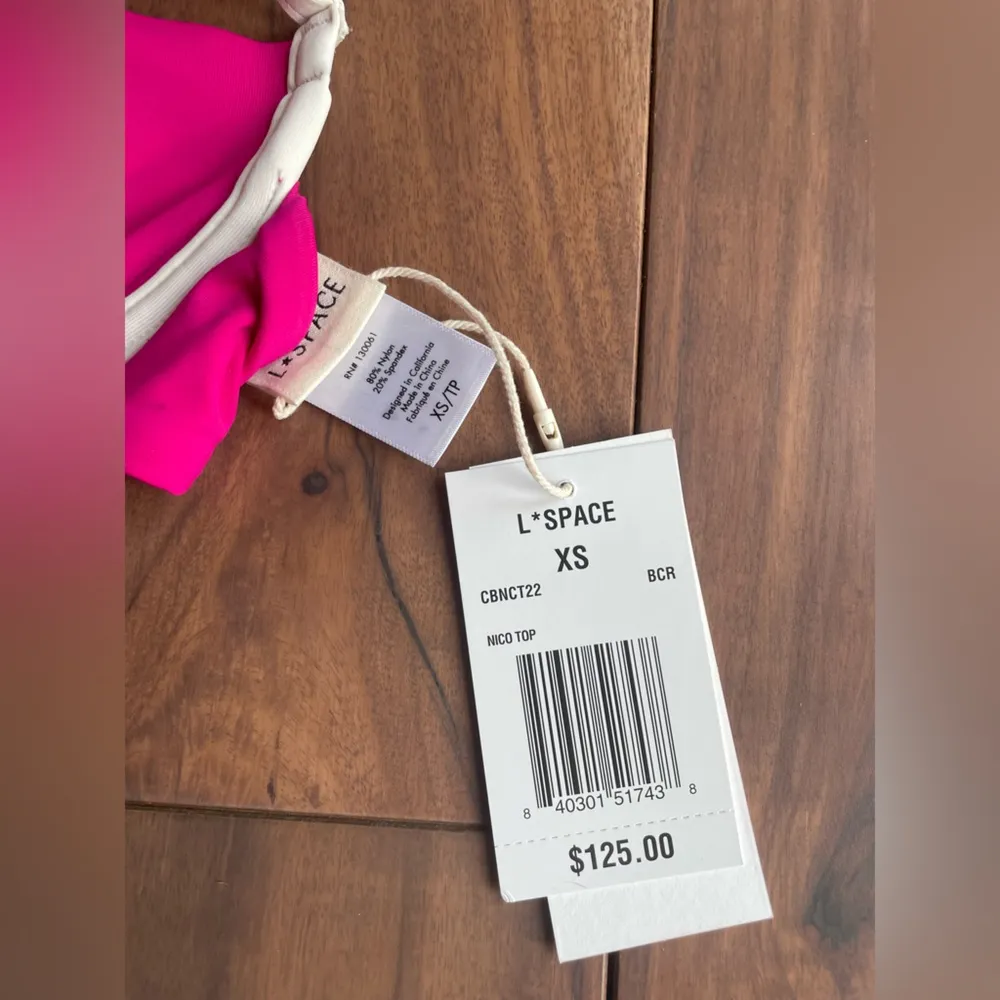 L*SPACE
RN# 130061
80% Nylon
20% Spandex
Designed in California
Made in China
Fabriqué en Chine
XS/TP
L*SPACE
XS
CBNCT22 BCR
NICO TOP
8 40301 51743 8
$125.00